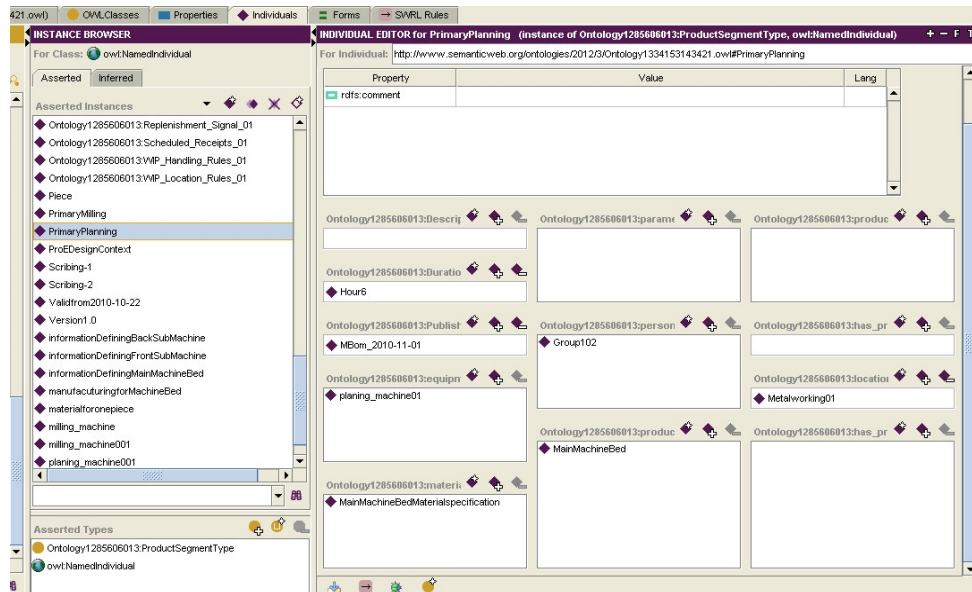 421.owl) OWLClasses Properties Individuals Forms SWRL Rules
INSTANCE BROWSER
For Class: owl:NamedIndividual
Asserted Inferred
Asserted Instances
Ontology1285606013:Replenishment_Signal_01
Ontology1285606013:Scheduled_Receipts_01
Ontology1285606013:WIP_Handling_Rules_01
Ontology1285606013:WIP_Location_Rules_01
Piece
PrimaryMilling
PrimaryPlanning
ProEDesignContext
Scribing-1
Scribing-2
Validfrom2010-10-22
Version1.0
informationDefiningBackSubMachine
informationDefiningFrontSubMachine
informationDefiningMainMachineBed
manufacuturingforMachineBed
materialforonepiece
milling_machine
milling_machine001
planing_machine001
Asserted Types
Ontology1285606013:ProductSegmentType
owl:NamedIndividual
INDIVIDUAL EDITOR for PrimaryPlanning (instance of Ontology1285606013:ProductSegmentType, owl:NamedIndividual) + - F T
For Individual: http://www.semanticweb.org/ontologies/2012/3/Ontology1334153143421.owl#PrimaryPlanning
Property Value Lang
rdfs:comment
Ontology1285606013:Descrip
Ontology1285606013:Duratio
Hour6
Ontology1285606013:Publish
MBom_2010-11-01
Ontology1285606013:equipm
planing_machine01
Ontology1285606013:materia
MainMachineBedMaterialspecification
Ontology1285606013:parame
Ontology1285606013:person
Group102
Ontology1285606013:produc
MainMachineBed
Ontology1285606013:produc
Ontology1285606013:has_pr
Ontology1285606013:location
Metalworking01
Ontology1285606013:has_pr